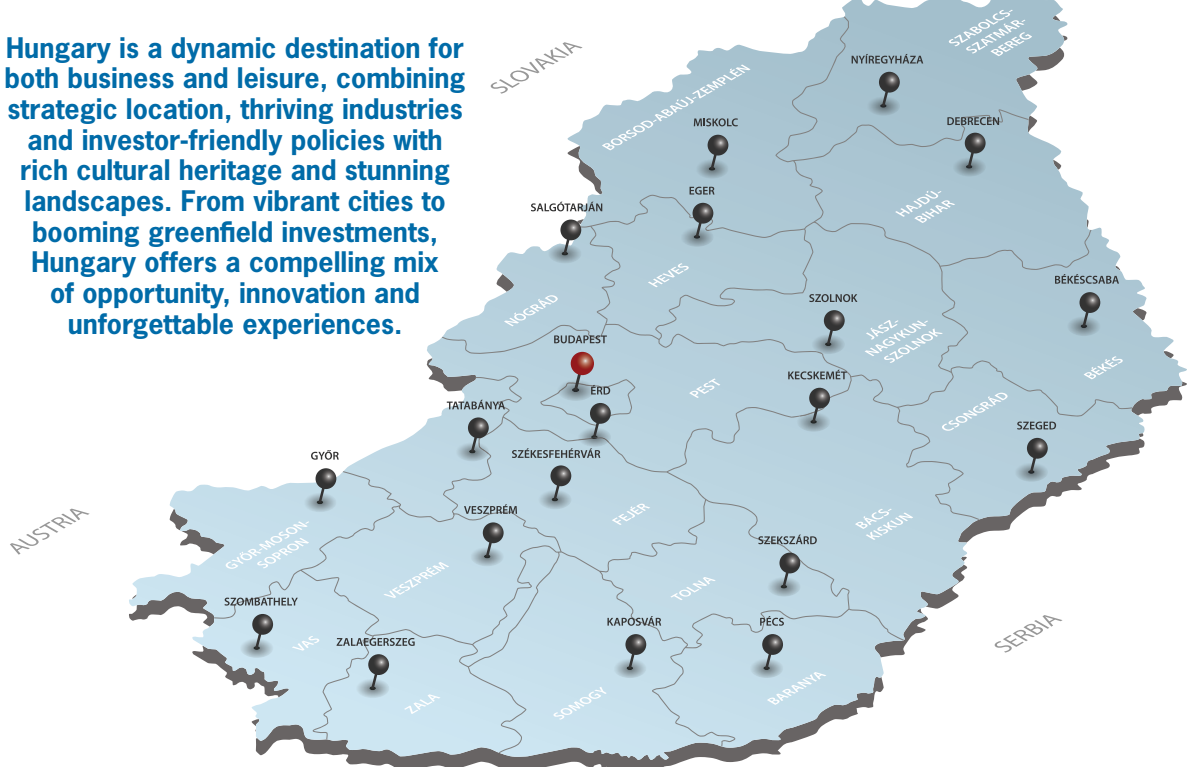 Hungary is a dynamic destination for
both business and leisure, combining
strategic location, thriving industries
and investor-friendly policies with
rich cultural heritage and stunning
landscapes. From vibrant cities to
booming greenfield investments,
Hungary offers a compelling mix
of opportunity, innovation and
unforgettable experiences.
SLOVAKIA
SZABOLCS-
SZATMÁR-
BEREG
NYÍREGYHÁZA
BORSOD-ABAÚJ-ZEMPLÉN
MISKOLC
DEBRECEN
EGER
SALGÓTARJÁN
HAJDÚ-
BIHAR
HEVES
NÓGRÁD
BÉKÉSCSABA
SZOLNOK
JÁSZ-
NAGYKUN-
SZOLNOK
BUDAPEST
BÉKÉS
KECSKEMÉT
PEST
ÉRD
TATABÁNYA
CSONGRÁD
SZEGED
GYŐR
SZÉKESFEHÉRVÁR
VESZPRÉM
FEJÉR
BÁCS-
KISKUN
AUSTRIA
GYŐR-MOSON-
SOPRON
SZEKSZÁRD
VESZPRÉM
TOLNA
SZOMBATHELY
KAPOSVÁR
PÉCS
SERBIA
VAS
ZALAEGERSZEG
ZALA
SOMOGY
BARANYA